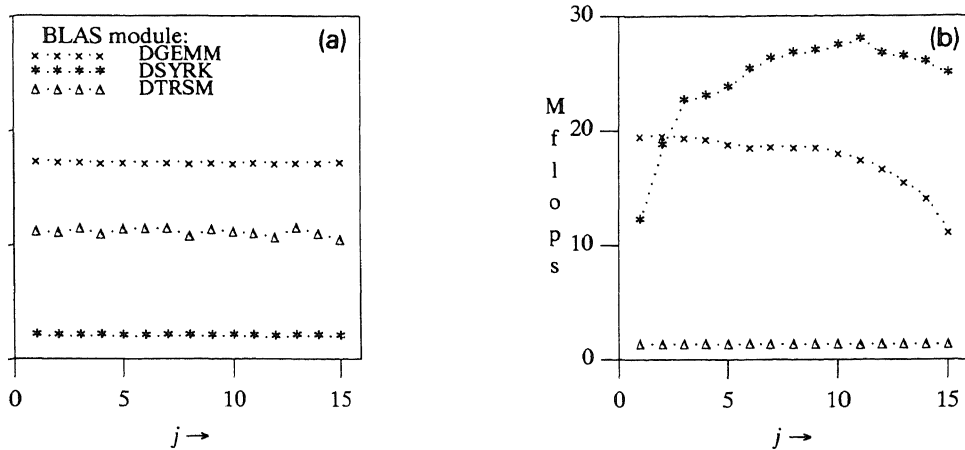 BLAS module:
DGEMM
DSYRK
DTRSM
(a)
0
5
10
15
j →
(b)
30
20
10
0
M
f
l
o
p
s
0
5
10
15
j →